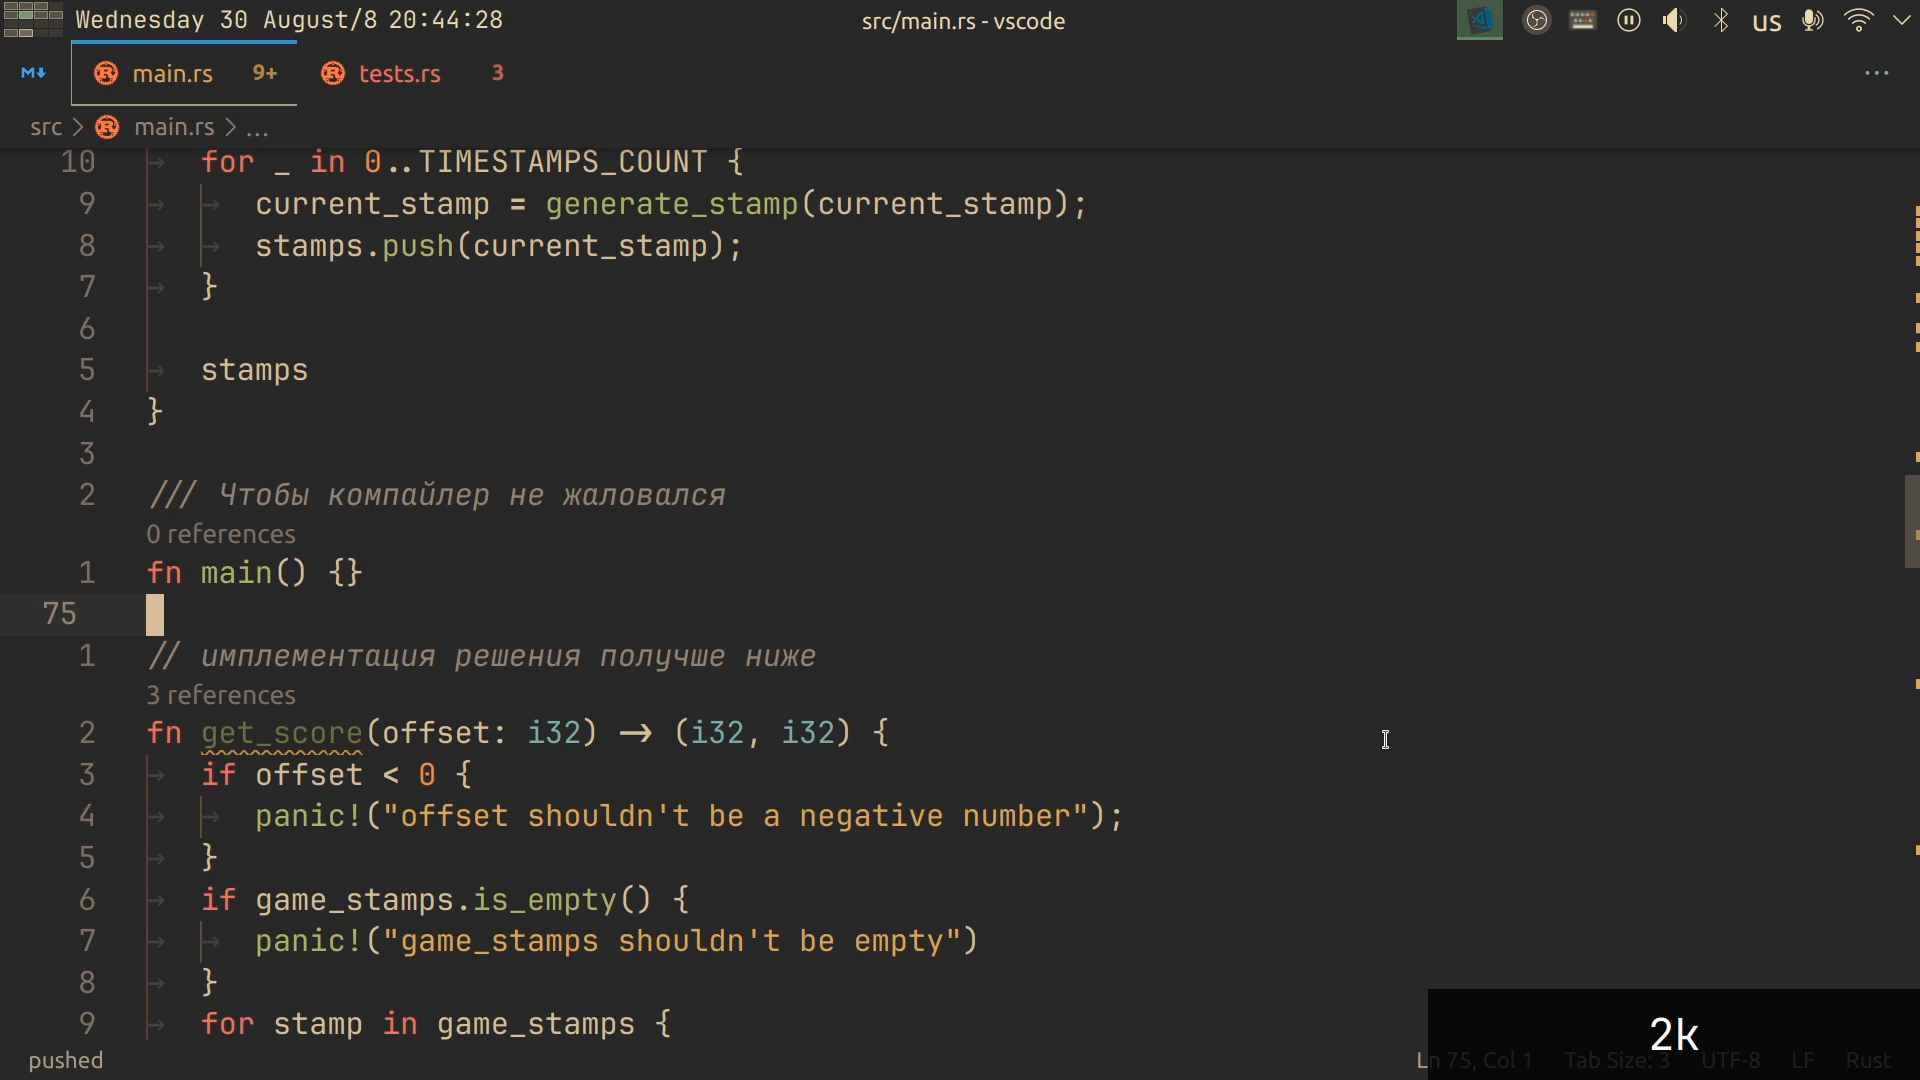 Wednesday 30 August/8 20:44:28
src/main.rs - vscode
us
main.rs 9+
tests.rs 3
...
src > main.rs > ...
10 for _ in 0..TIMESTAMPS_COUNT {
9 current_stamp = generate_stamp(current_stamp);
8 stamps.push(current_stamp);
7 }
6
5 stamps
4 }
3
2 /// Чтобы компайлер не жаловался
0 references
1 fn main() {}
75
1 // имплементация решения получше ниже
3 references
2 fn get_score(offset: i32) -> (i32, i32) {
3 if offset < 0 {
4 panic!("offset shouldn't be a negative number");
5 }
6 if game_stamps.is_empty() {
7 panic!("game_stamps shouldn't be empty")
8 }
9 for stamp in game_stamps {
2k
pushed
Ln 75, Col 1 Tab Size: 3 UTF-8 LF Rust